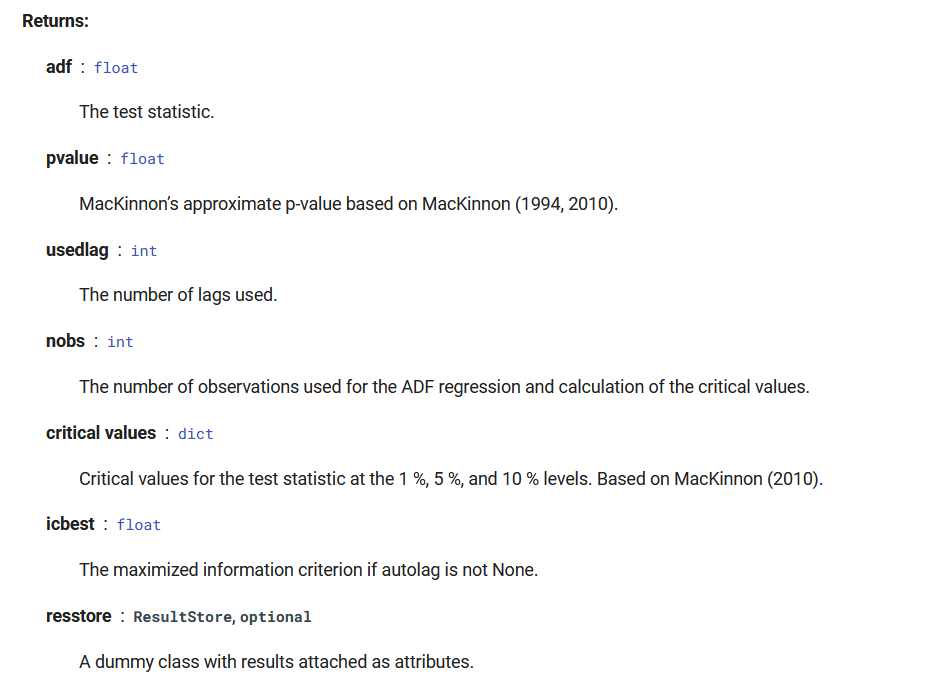 Returns:
adf : float
The test statistic.
pvalue : float
MacKinnon’s approximate p-value based on MacKinnon (1994, 2010).
usedlag : int
The number of lags used.
nobs : int
The number of observations used for the ADF regression and calculation of the critical values.
critical values : dict
Critical values for the test statistic at the 1 %, 5 %, and 10 % levels. Based on MacKinnon (2010).
icbest : float
The maximized information criterion if autolag is not None.
resstore : ResultStore, optional
A dummy class with results attached as attributes.